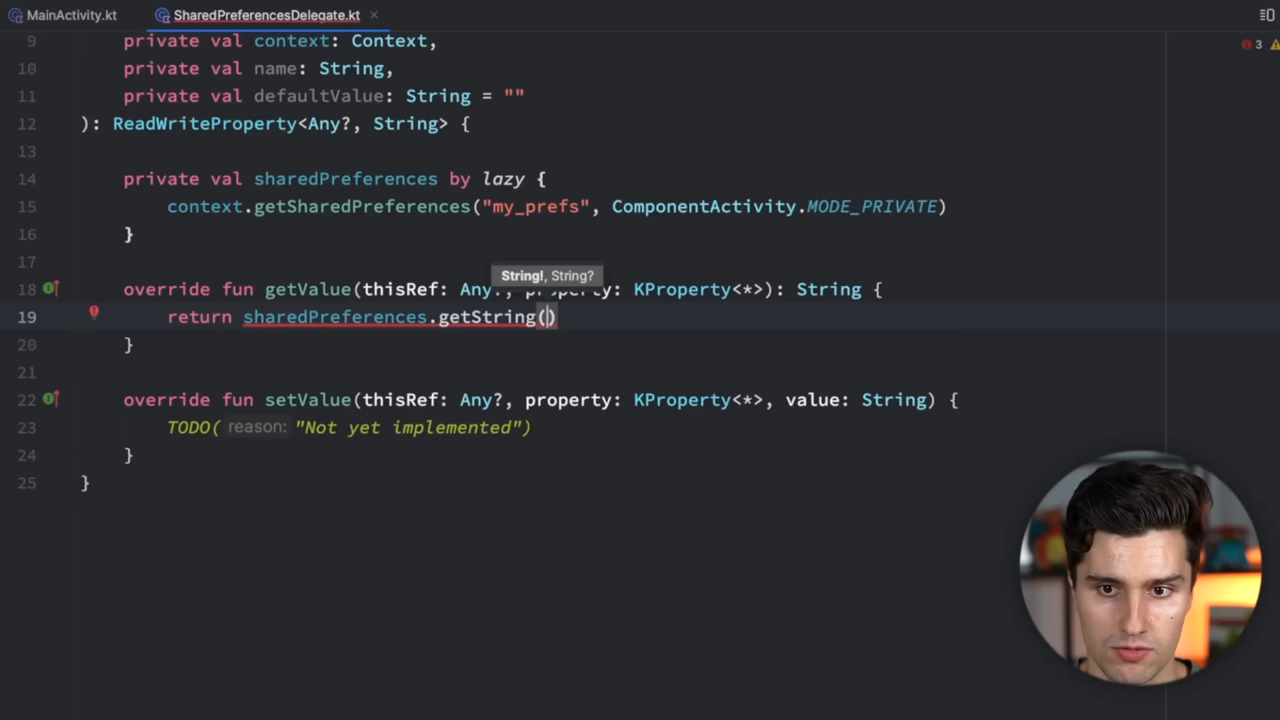 MainActivity.kt SharedPreferencesDelegate.kt
3
9 private val context: Context,
10 private val name: String,
11 private val defaultValue: String = ""
12 ): ReadWriteProperty<Any?, String> {
13
14 private val sharedPreferences by lazy {
15 context.getSharedPreferences("my_prefs", ComponentActivity.MODE_PRIVATE)
16 }
17
String!, String?
18 override fun getValue(thisRef: Any?, property: KProperty<*>): String {
19 return sharedPreferences.getString()
20 }
21
22 override fun setValue(thisRef: Any?, property: KProperty<*>, value: String) {
23 TODO( reason: "Not yet implemented")
24 }
25 }